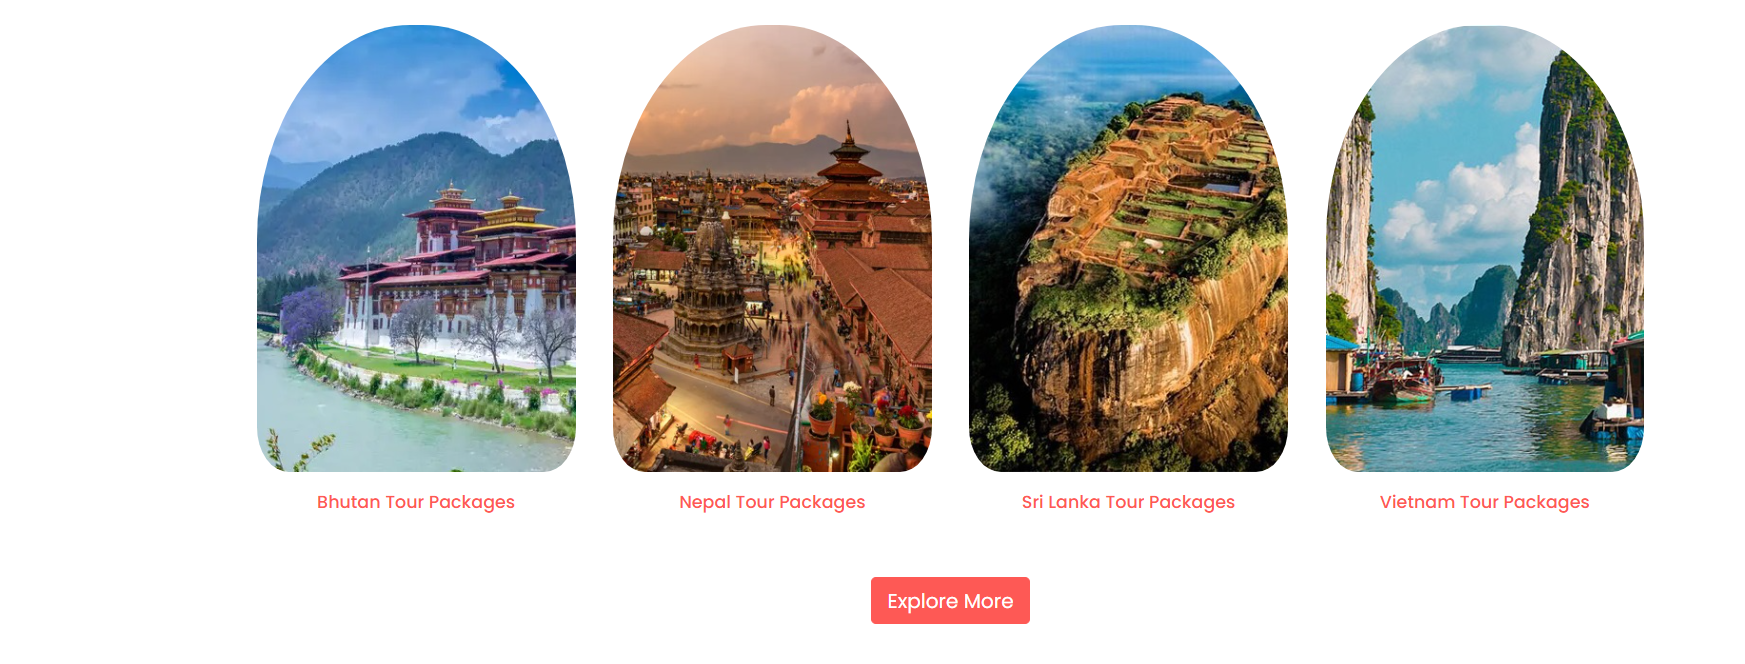 Bhutan Tour Packages
Nepal Tour Packages
Sri Lanka Tour Packages
Vietnam Tour Packages
Explore More